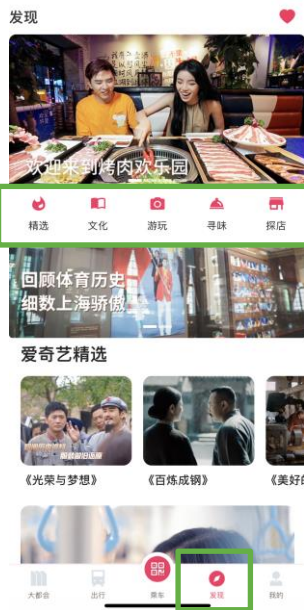 发现
欢迎来到烤肉欢乐园
精选
文化
游玩
寻味
探店
回顾体育历史
细数上海骄傲
爱奇艺精选
《光荣与梦想》
《百炼成钢》
《美好的
大都会
出行
乘车
发现
我的